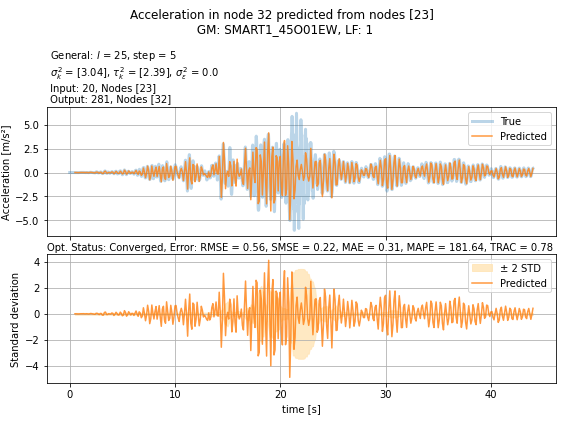 Acceleration in node 32 predicted from nodes [23]
GM: SMART1_45O01EW, LF: 1
General: l = 25, step = 5
σ²ₖ = [3.04], τ²ₖ = [2.39], σ²ε = 0.0
Input: 20, Nodes [23]
Output: 281, Nodes [32]
Acceleration [m/s²]
5.0
2.5
0.0
−2.5
−5.0
True
Predicted
Opt. Status: Converged, Error: RMSE = 0.56, SMSE = 0.22, MAE = 0.31, MAPE = 181.64, TRAC = 0.78
Standard deviation
4
2
0
−2
−4
± 2 STD
Predicted
0 10 20 30 40
time [s]